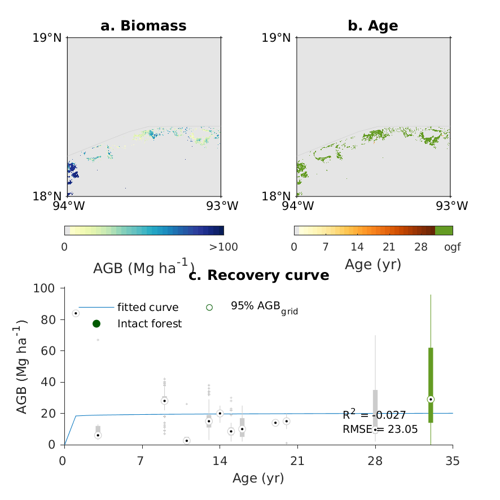 a. Biomass
b. Age
19°N
18°N
94°W
93°W
19°N
18°N
94°W
93°W
0
>100
AGB (Mg ha⁻¹)
0
7
14
21
28
ogf
Age (yr)
c. Recovery curve
AGB (Mg ha⁻¹)
100
80
60
40
20
0
fitted curve
Intact forest
95% AGB_grid
R² = -0.027
RMSE = 23.05
0
7
14
21
28
35
Age (yr)